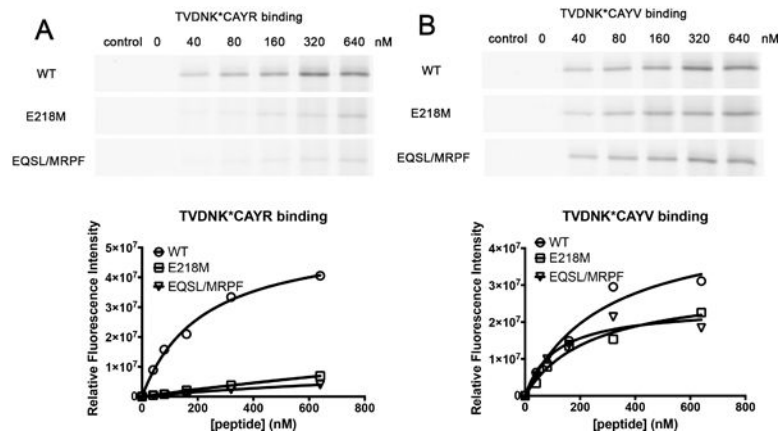 A
TVDNK*CAYR binding
control 0 40 80 160 320 640 nM
WT
E218M
EQSL/MRPF
TVDNK*CAYR binding
Relative Fluorescence Intensity
5×10⁷
4×10⁷
3×10⁷
2×10⁷
1×10⁷
0
WT
E218M
EQSL/MRPF
0 200 400 600 800
[peptide] (nM)
B
TVDNK*CAYV binding
control 0 40 80 160 320 640 nM
WT
E218M
EQSL/MRPF
TVDNK*CAYV binding
Relative Fluorescence Intensity
4×10⁷
3×10⁷
2×10⁷
1×10⁷
0
WT
E218M
EQSL/MRPF
0 200 400 600 800
[peptide] (nM)